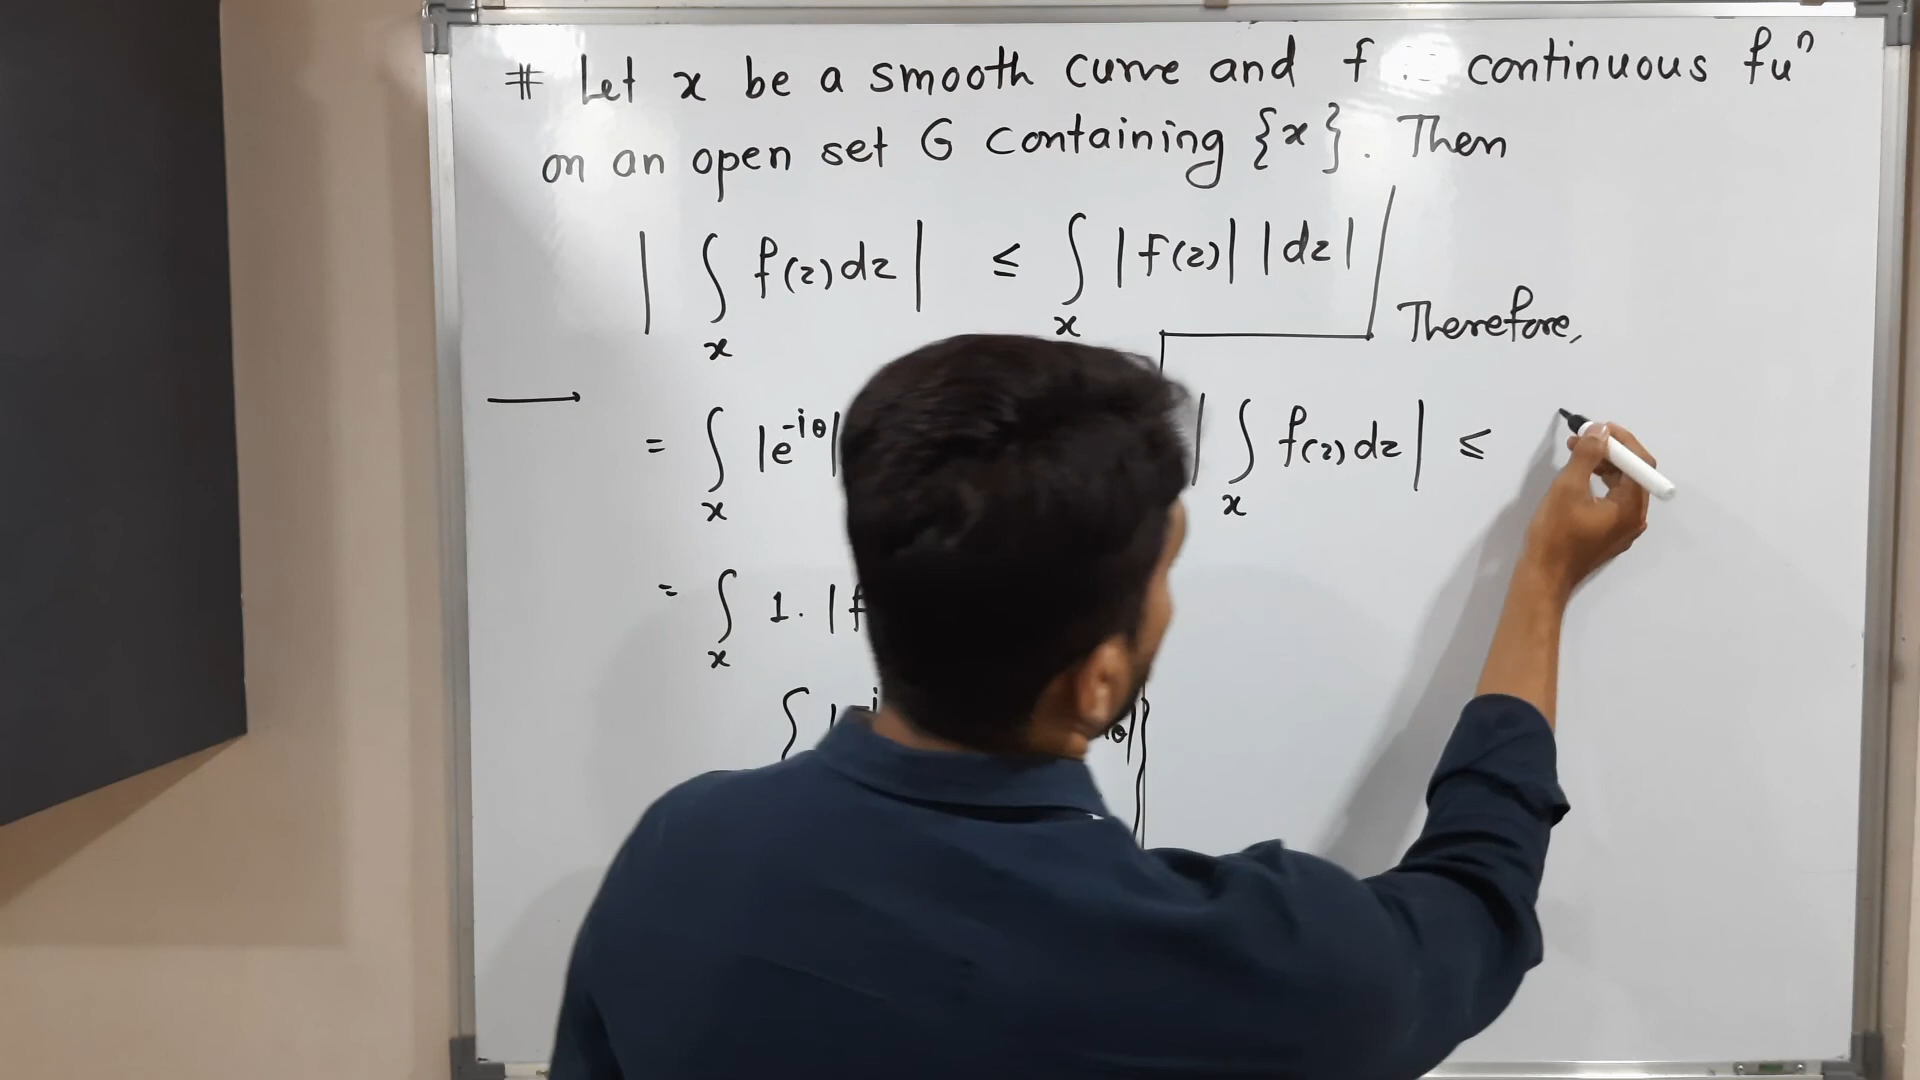 # Let x be a smooth curve and f continuous fuⁿ
on an open set G containing {x}. Then
| ∫ₓ f(z)dz | ≤ ∫ₓ |f(z)| |dz|
Therefore,
= ∫ₓ |e^{-iθ}|
= ∫ₓ 1. |f
| ∫ₓ f(z)dz | ≤